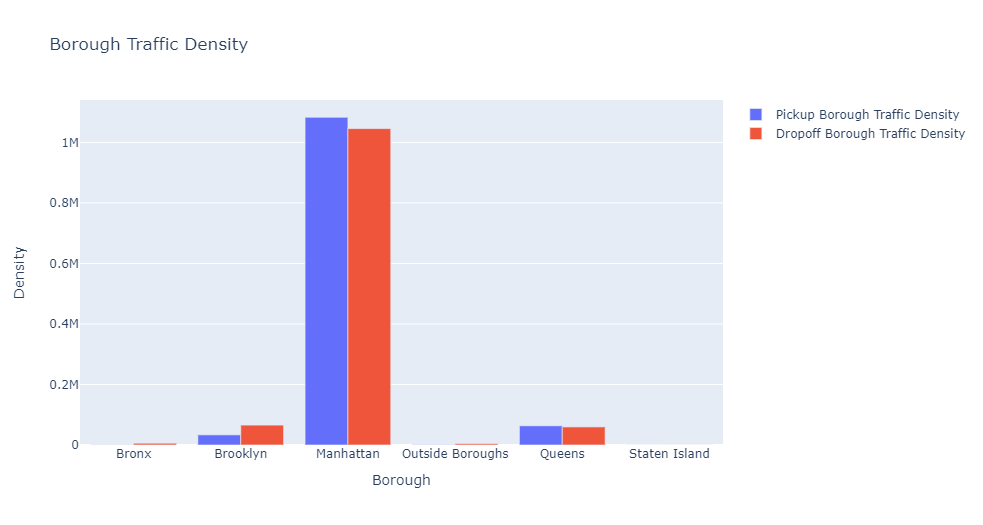 Borough Traffic Density
Pickup Borough Traffic Density
Dropoff Borough Traffic Density
1M
0.8M
0.6M
0.4M
0.2M
0
Density
Bronx Brooklyn Manhattan Outside Boroughs Queens Staten Island
Borough